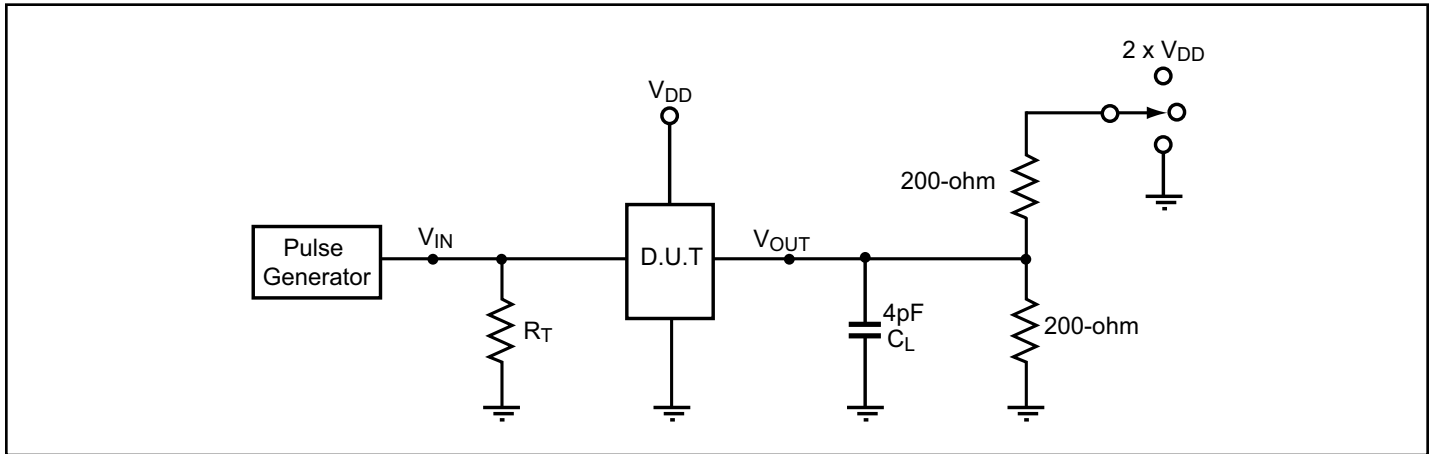 2 x VDD
VDD
200-ohm
Pulse
Generator
VIN
D.U.T
VOUT
RT
4pF
CL
200-ohm